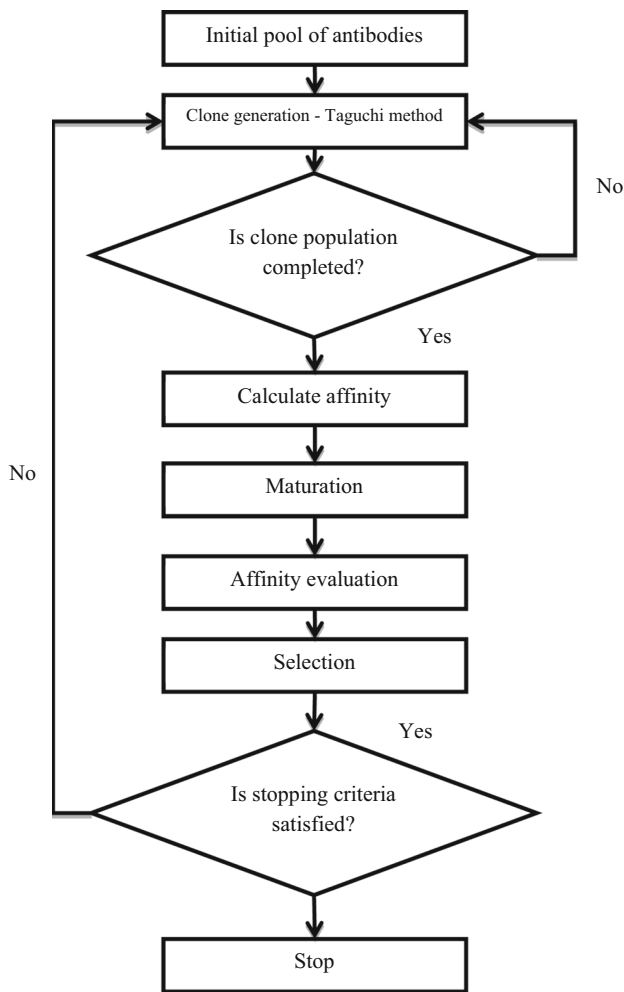 Initial pool of antibodies
Clone generation - Taguchi method
No
Is clone population
completed?
Yes
Calculate affinity
No
Maturation
Affinity evaluation
Selection
Yes
Is stopping criteria
satisfied?
Stop